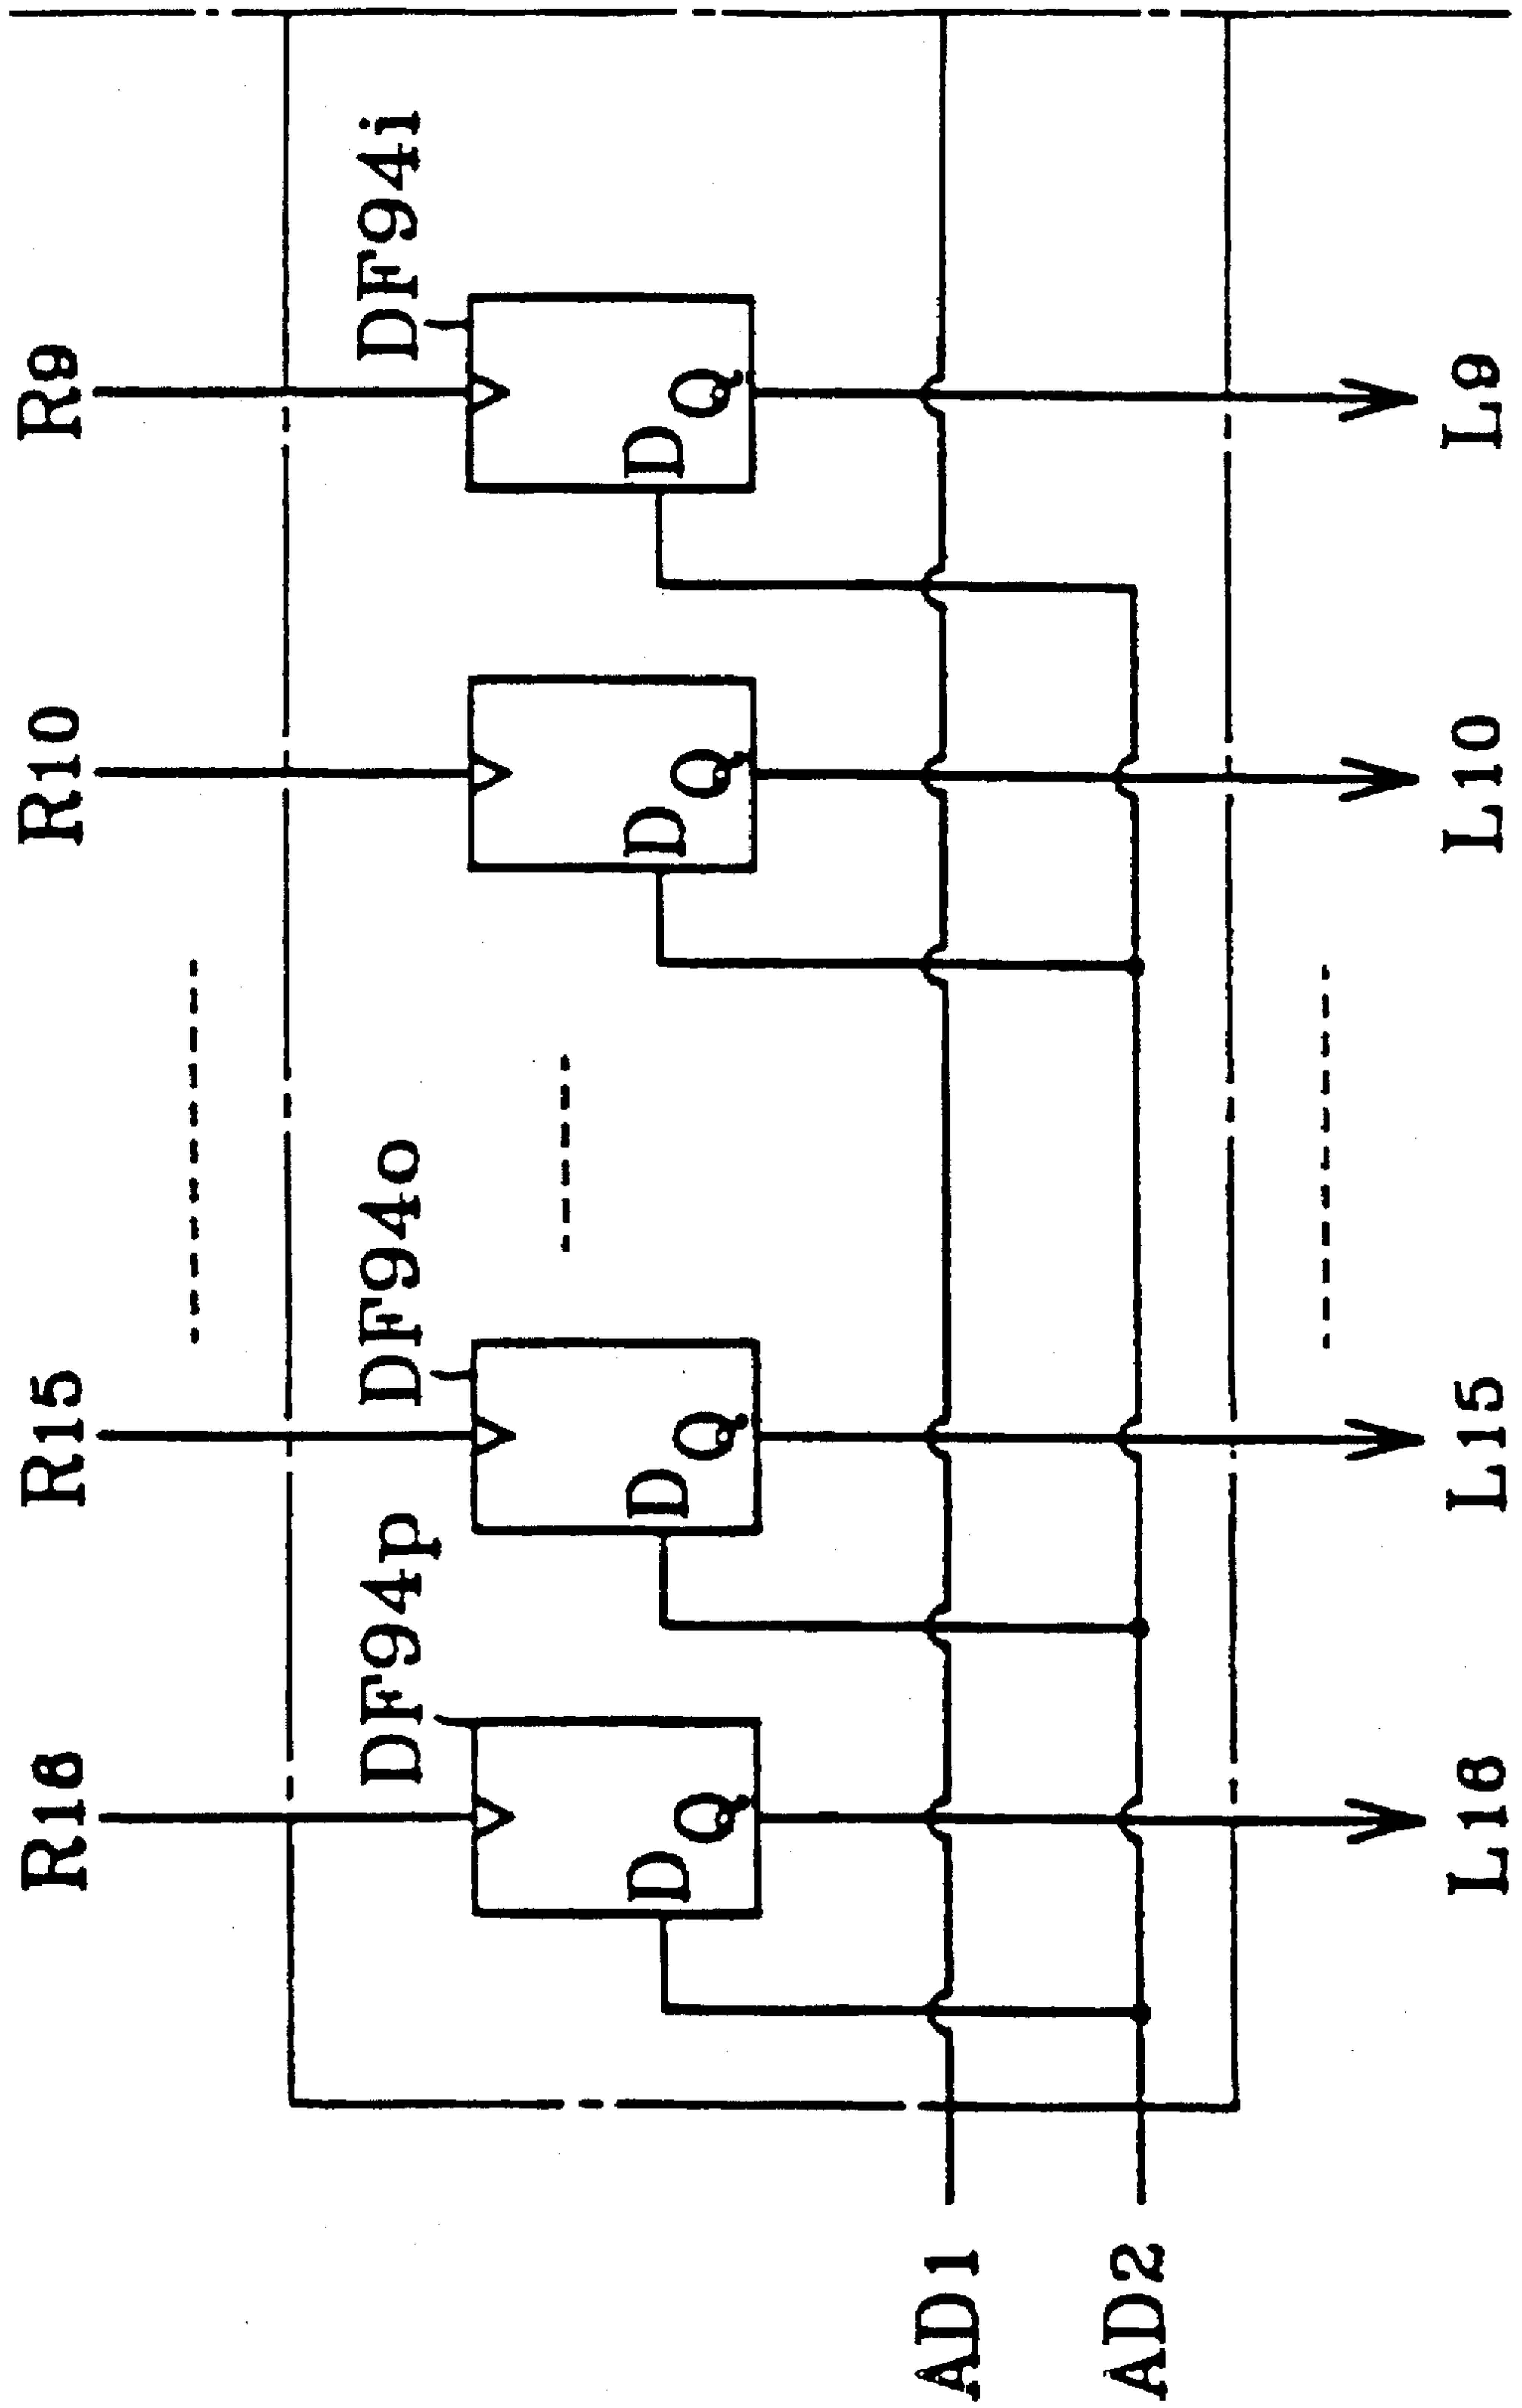 R16 R15 R10 R9
DF94p DF94o DF94i
D Q D Q D Q D Q
AD1
AD2
L16 L15 L10 L9